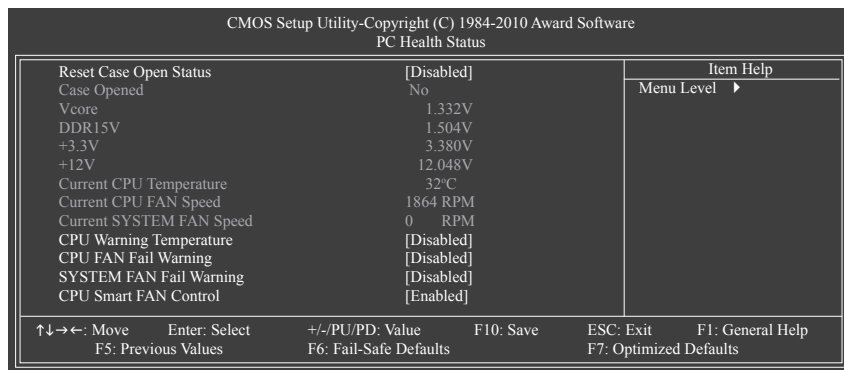 CMOS Setup Utility-Copyright (C) 1984-2010 Award Software
PC Health Status
Reset Case Open Status [Disabled]
Case Opened No
Vcore 1.332V
DDR15V 1.504V
+3.3V 3.380V
+12V 12.048V
Current CPU Temperature 32°C
Current CPU FAN Speed 1864 RPM
Current SYSTEM FAN Speed 0 RPM
CPU Warning Temperature [Disabled]
CPU FAN Fail Warning [Disabled]
SYSTEM FAN Fail Warning [Disabled]
CPU Smart FAN Control [Enabled]
Item Help
Menu Level ▶
↑↓→←: Move Enter: Select +/-/PU/PD: Value F10: Save ESC: Exit F1: General Help
F5: Previous Values F6: Fail-Safe Defaults F7: Optimized Defaults